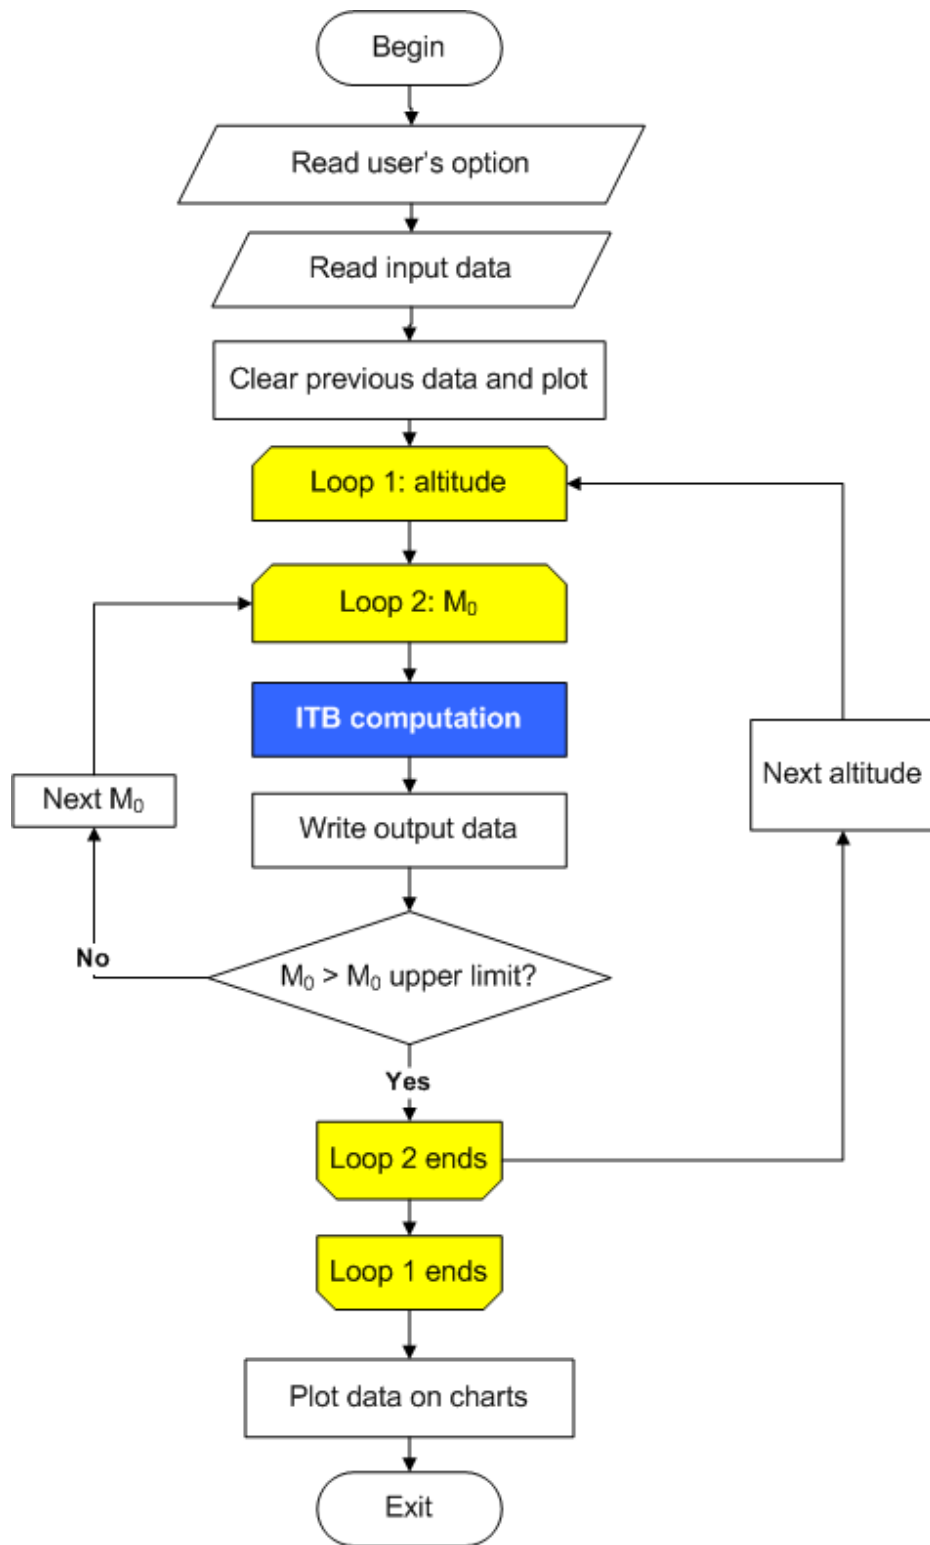 Begin
Read user's option
Read input data
Clear previous data and plot
Loop 1: altitude
Loop 2: M₀
ITB computation
Next altitude
Next M₀
Write output data
No
M₀ > M₀ upper limit?
Yes
Loop 2 ends
Loop 1 ends
Plot data on charts
Exit